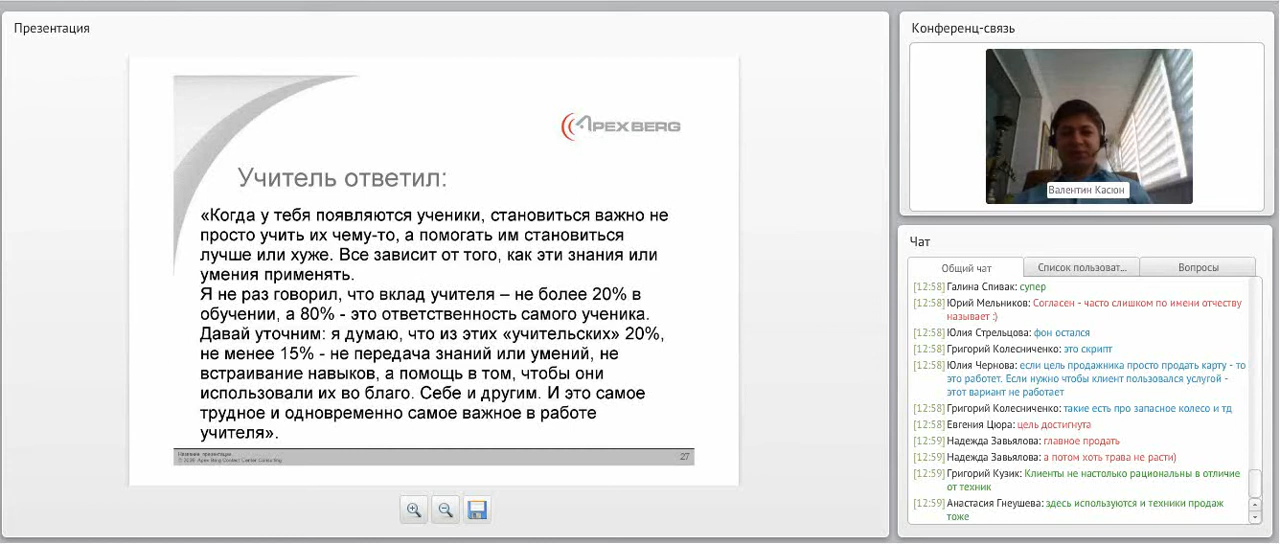 Презентация
APEXBERG
Учитель ответил:
«Когда у тебя появляются ученики, становиться важно не
просто учить их чему-то, а помогать им становиться
лучше или хуже. Все зависит от того, как эти знания или
умения применять.
Я не раз говорил, что вклад учителя – не более 20% в
обучении, а 80% - это ответственность самого ученика.
Давай уточним: я думаю, что из этих «учительских» 20%,
не менее 15% - не передача знаний или умений, не
встраивание навыков, а помощь в том, чтобы они
использовали их во благо. Себе и другим. И это самое
трудное и одновременно самое важное в работе
учителя».
Название презентации.
Apex Berg Contact Center Consulting
27
Конференц-связь
Валентин Касюн
Чат
Общий чат
Список пользоват...
Вопросы
[12:58] Галина Спивак: супер
[12:58] Юрий Мельников: Согласен - часто слишком по имени отчеству
называет :)
[12:58] Юлия Стрельцова: фон остался
[12:58] Григорий Колесниченко: это скрипт
[12:58] Юлия Чернова: если цель продажника просто продать карту - то
это работет. Если нужно чтобы клиент пользовался услугой -
этот вариант не работает
[12:58] Григорий Колесниченко: такие есть про запасное колесо и тд
[12:58] Евгения Цюра: цель достигнута
[12:59] Надежда Завьялова: главное продать
[12:59] Надежда Завьялова: а потом хоть трава не расти)
[12:59] Григорий Кузик: Клиенты не настолько рациональны в отличие
от техник
[12:59] Анастасия Гнеушева: здесь используются и техники продаж
тоже